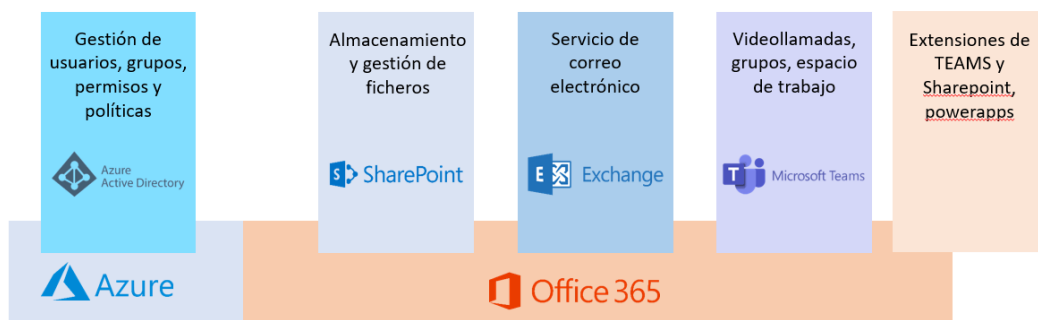 Gestión de
usuarios, grupos,
permisos y
políticas
Azure
Active Directory
Almacenamiento
y gestión de
ficheros
S
SharePoint
Servicio de
correo
electrónico
E
Exchange
Videollamadas,
grupos, espacio
de trabajo
T
Microsoft Teams
Extensiones de
TEAMS y
Sharepoint,
powerapps
Azure
Office 365